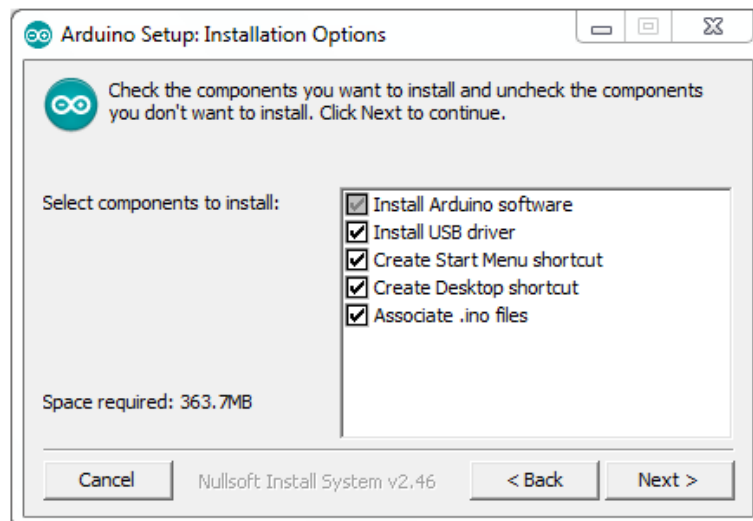 Arduino Setup: Installation Options
Check the components you want to install and uncheck the components
you don't want to install. Click Next to continue.
Select components to install:
Install Arduino software
Install USB driver
Create Start Menu shortcut
Create Desktop shortcut
Associate .ino files
Space required: 363.7MB
Cancel
Nullsoft Install System v2.46
< Back
Next >